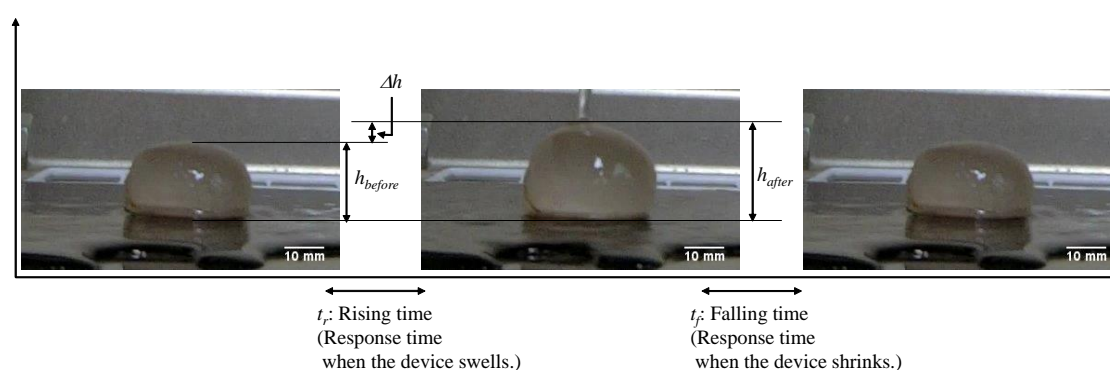 Δh
h_before
h_after
10 mm
10 mm
10 mm
t_r: Rising time
(Response time
when the device swells.)
t_f: Falling time
(Response time
when the device shrinks.)